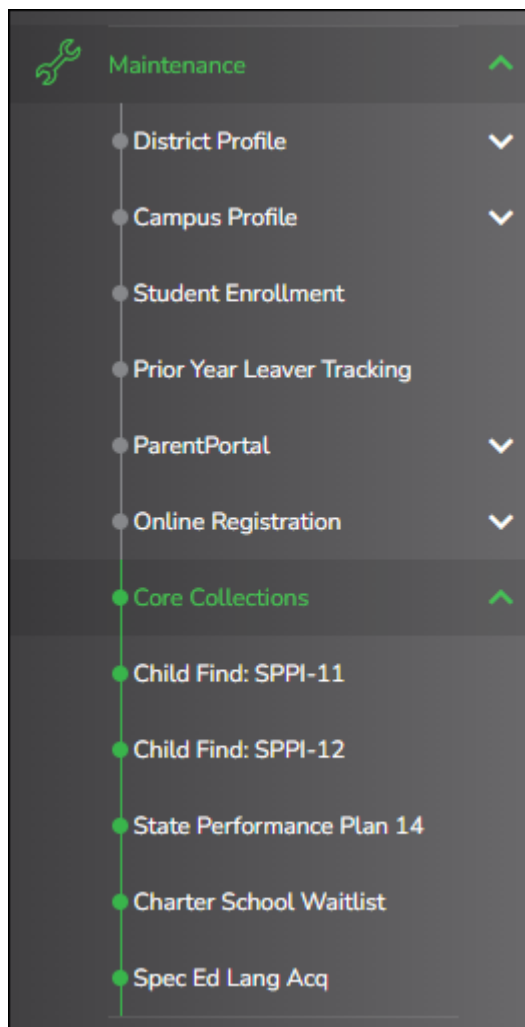 Maintenance
District Profile
Campus Profile
Student Enrollment
Prior Year Leaver Tracking
ParentPortal
Online Registration
Core Collections
Child Find: SPPI-11
Child Find: SPPI-12
State Performance Plan 14
Charter School Waitlist
Spec Ed Lang Acq